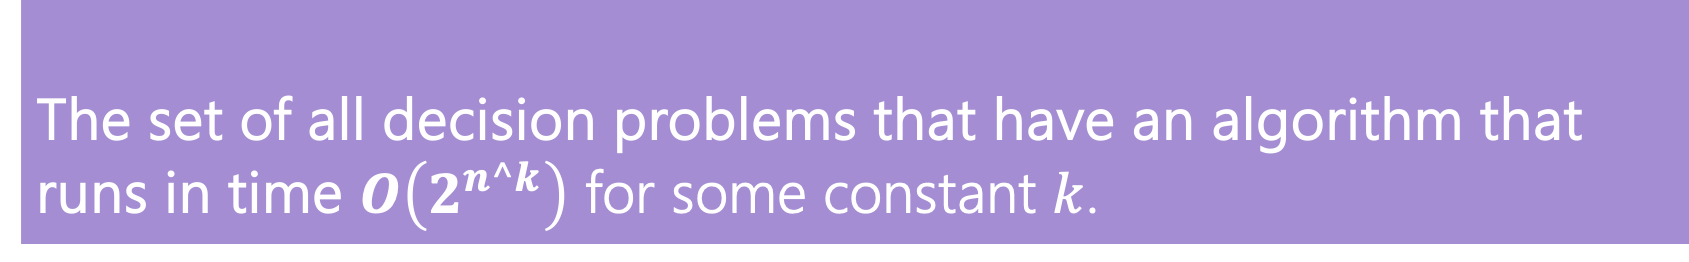 The set of all decision problems that have an algorithm that
runs in time O(2^{n^k}) for some constant k.